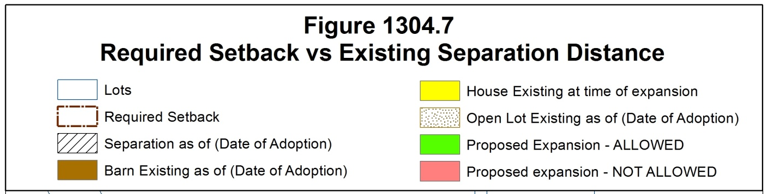 Figure 1304.7
Required Setback vs Existing Separation Distance
Lots
Required Setback
Separation as of (Date of Adoption)
Barn Existing as of (Date of Adoption)
House Existing at time of expansion
Open Lot Existing as of (Date of Adoption)
Proposed Expansion - ALLOWED
Proposed expansion - NOT ALLOWED